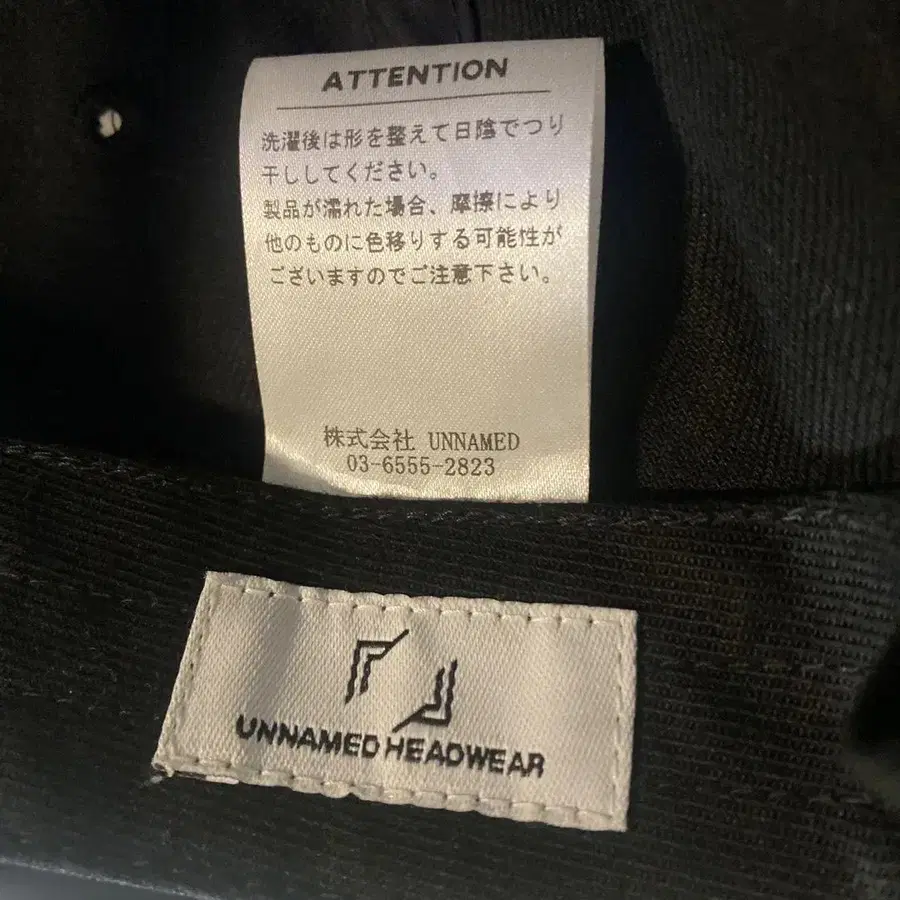 ATTENTION
洗濯後は形を整えて日陰でつり
干ししてください。
製品が濡れた場合、摩擦により
他のものに色移りする可能性が
ございますのでご注意下さい。
株式会社 UNNAMED
03-6555-2823
UNNAMED HEADWEAR